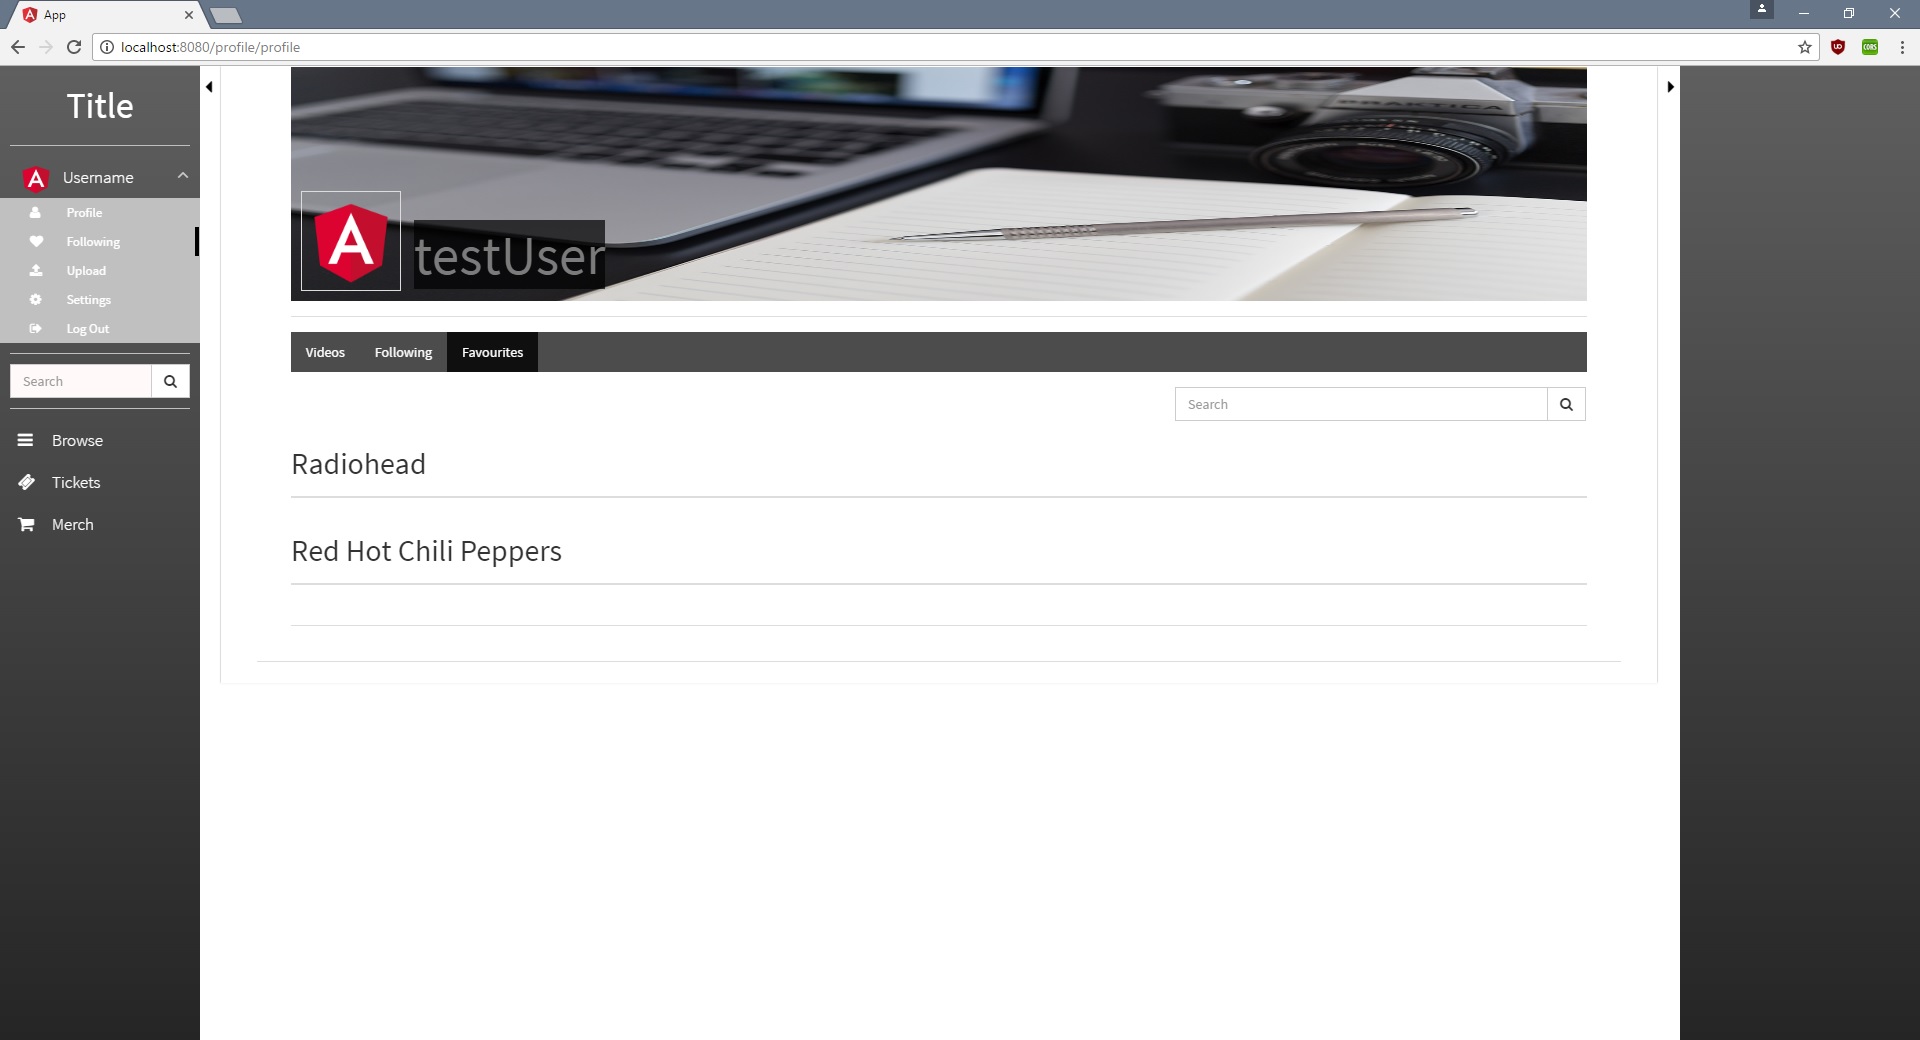 App
localhost:8080/profile/profile
Title
Username
Profile
Following
Upload
Settings
Log Out
Search
Browse
Tickets
Merch
PRAKTICA
testUser
Videos Following Favourites
Search
Radiohead
Red Hot Chili Peppers